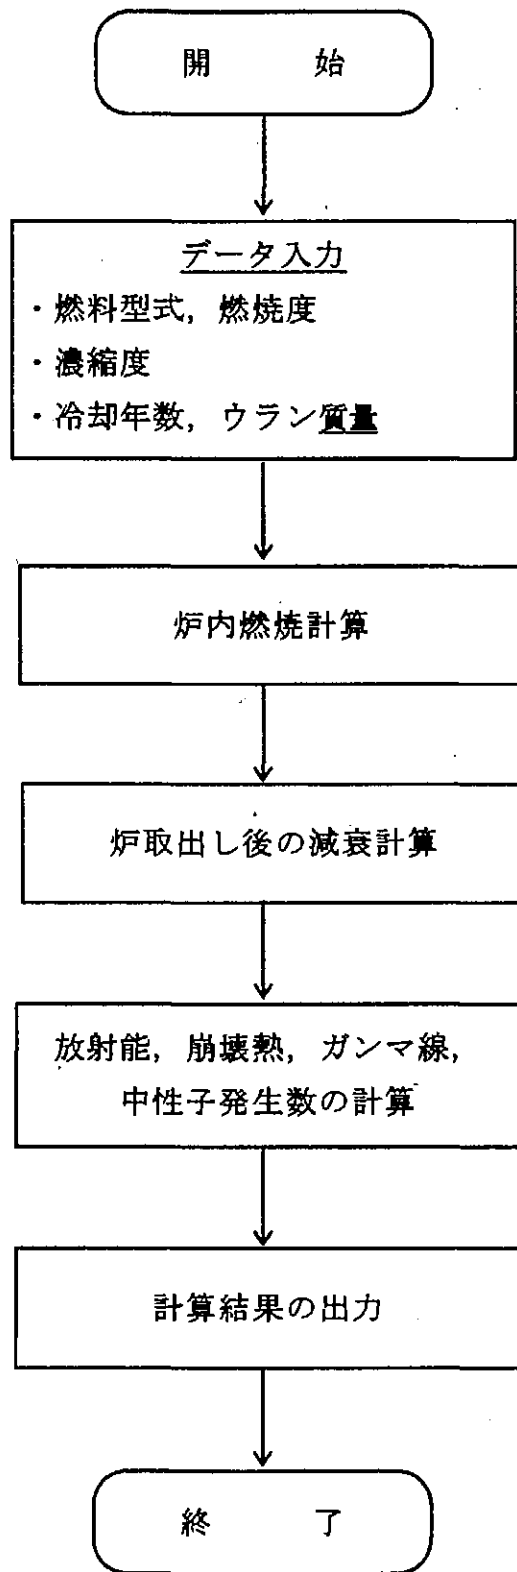 開 始
データ入力
・燃料型式，燃焼度
・濃縮度
・冷却年数，ウラン質量
炉内燃焼計算
炉取出し後の減衰計算
放射能，崩壊熱，ガンマ線，
中性子発生数の計算
計算結果の出力
終 了